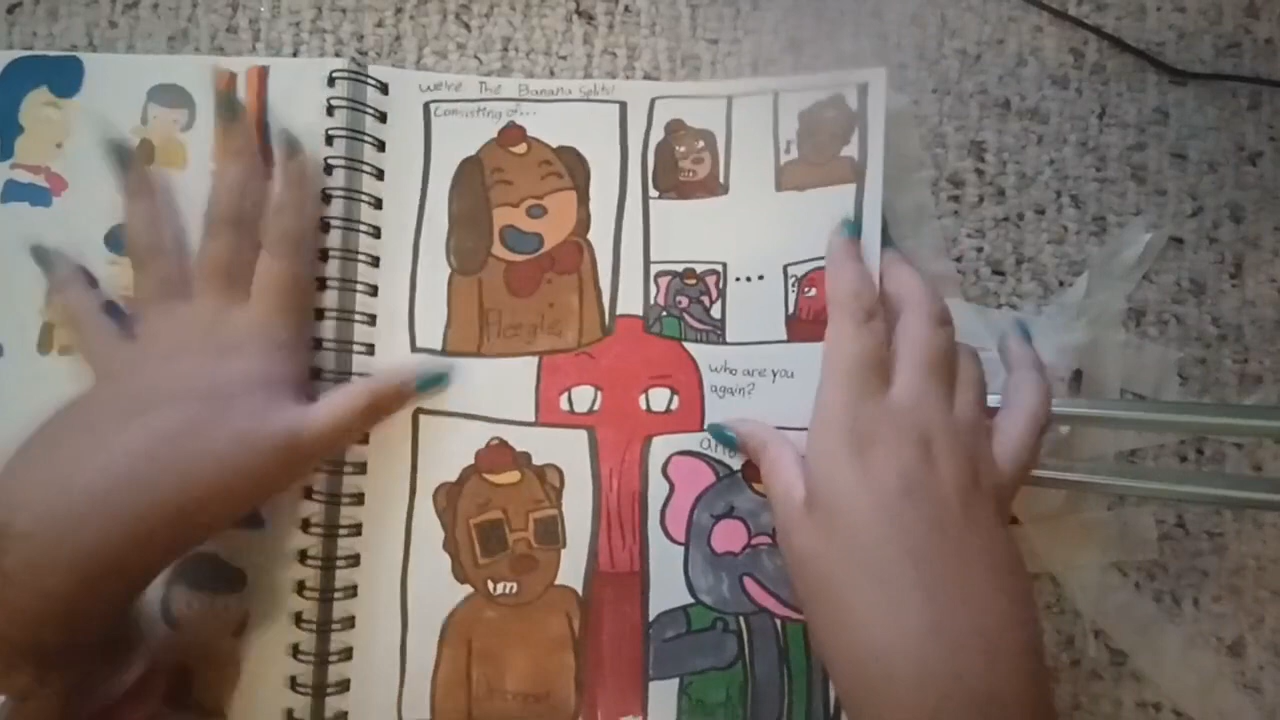 We're The Banana Splits!
Consisting of...
Fleegle,
...
?
who are you
again?